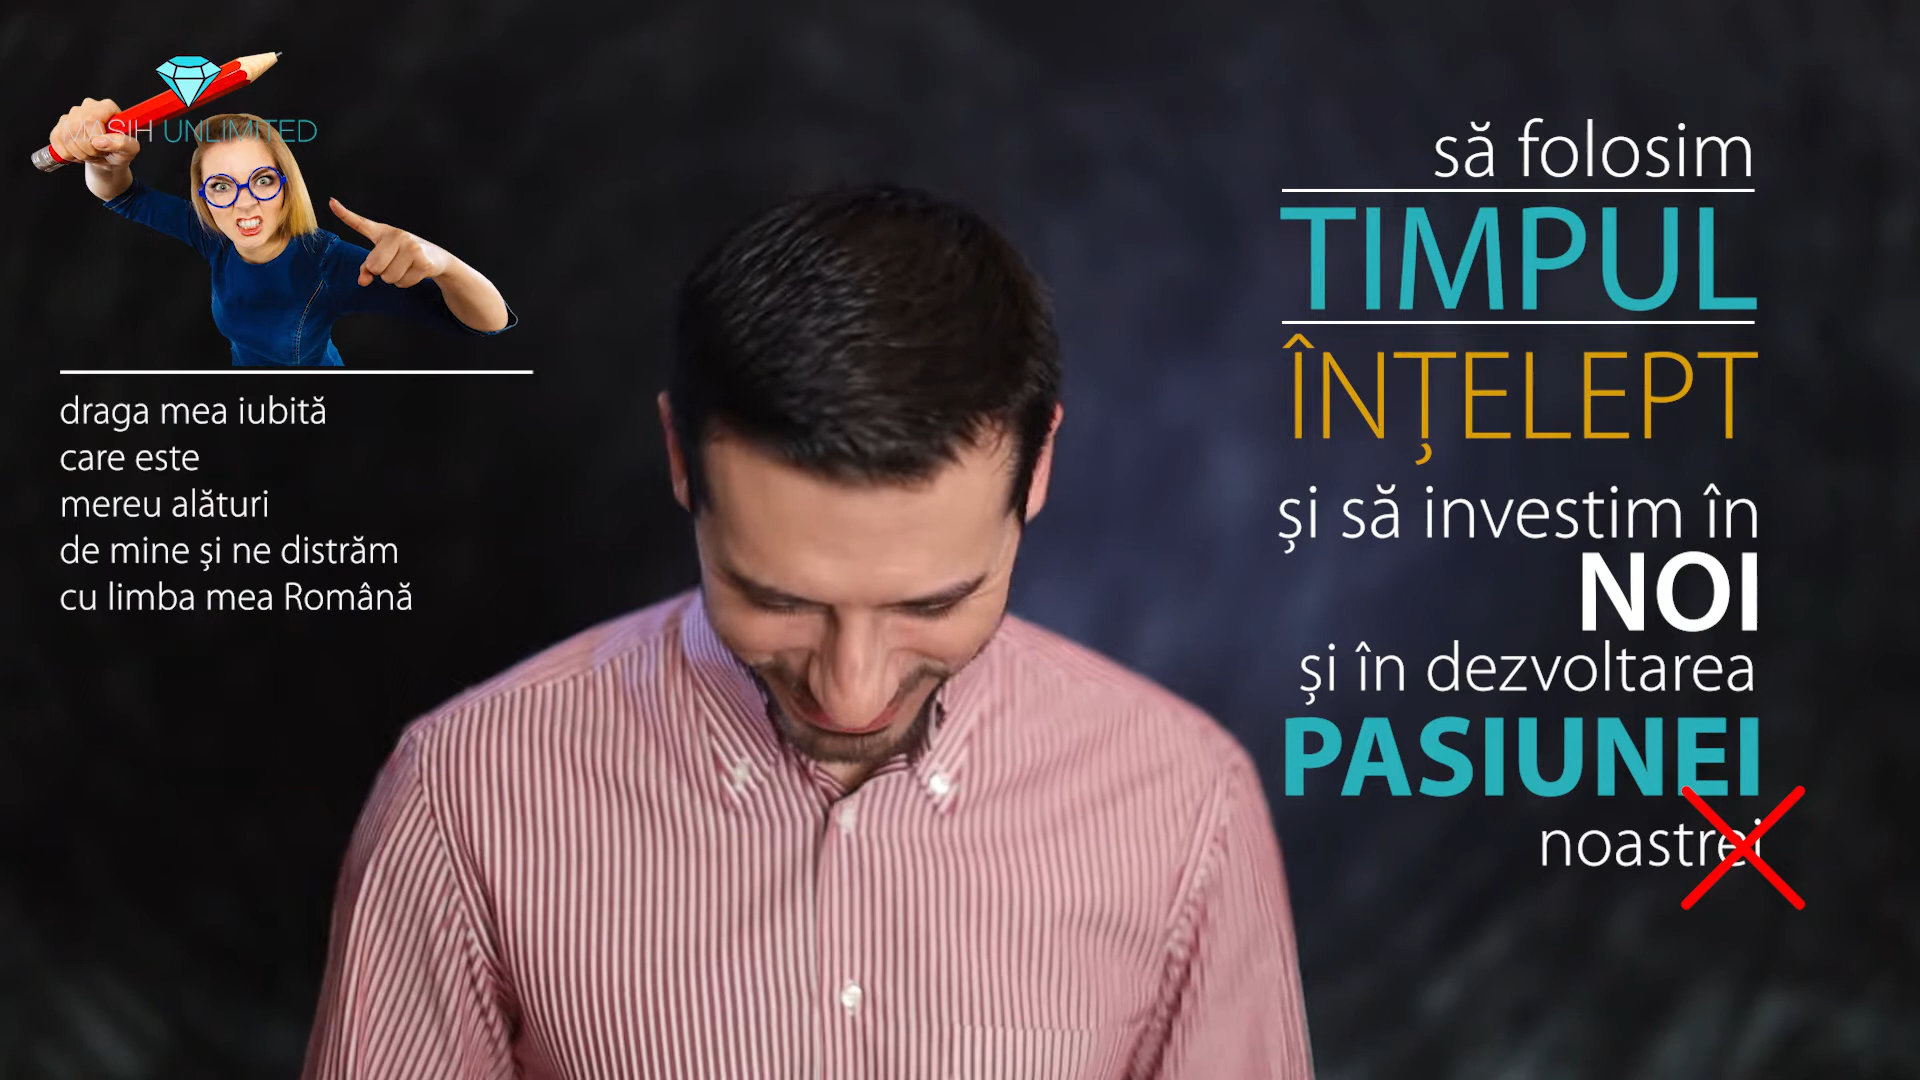 MASIH UNLIMITED
draga mea iubită
care este
mereu alături
de mine și ne distrăm
cu limba mea Română
să folosim
TIMPUL
ÎNȚELEPT
și să investim în
NOI
și în dezvoltarea
PASIUNEI
noastrei